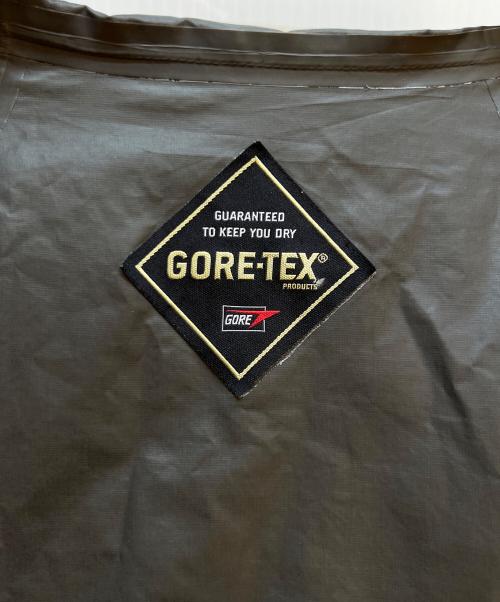 GUARANTEED
TO KEEP YOU DRY
GORE-TEX®
PRODUCTS
GORE